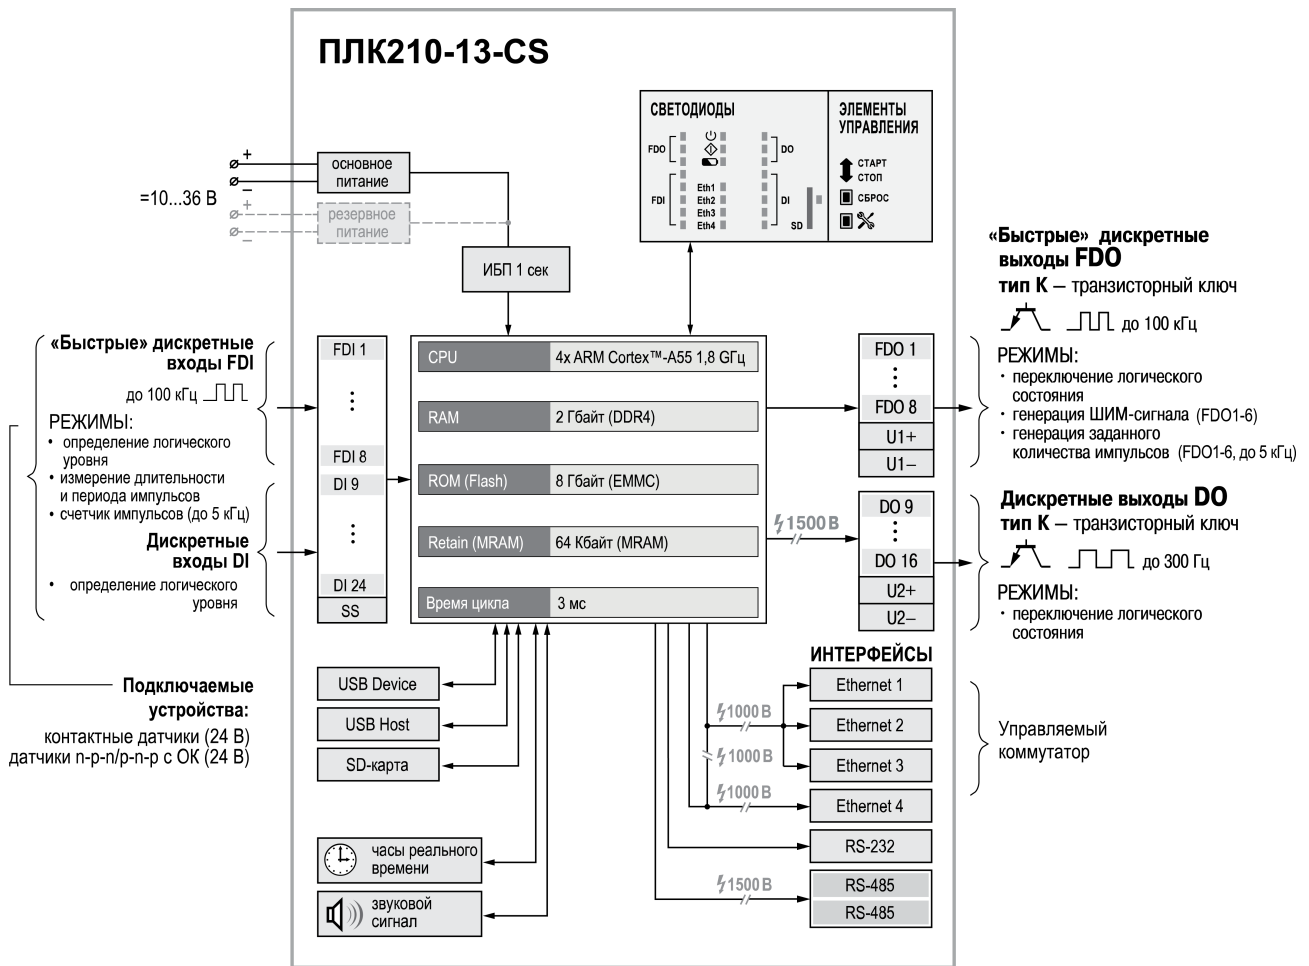 ПЛК210-13-CS
СВЕТОДИОДЫ
FDO
DO
FDI
Eth1
Eth2
Eth3
Eth4
DI
SD
ЭЛЕМЕНТЫ
УПРАВЛЕНИЯ
СТАРТ
СТОП
СБРОС
=10...36 В
+
–
+
–
основное
питание
резервное
питание
ИБП 1 сек
«Быстрые» дискретные
входы FDI
до 100 кГц
РЕЖИМЫ:
• определение логического
уровня
• измерение длительности
и периода импульсов
• счетчик импульсов (до 5 кГц)
Дискретные
входы DI
• определение логического
уровня
Подключаемые
устройства:
контактные датчики (24 В)
датчики n-p-n/p-n-p с ОК (24 В)
FDI 1
FDI 8
DI 9
DI 24
SS
CPU 4x ARM Cortex™-A55 1,8 ГГц
RAM 2 Гбайт (DDR4)
ROM (Flash) 8 Гбайт (EMMC)
Retain (MRAM) 64 Кбайт (MRAM)
Время цикла 3 мс
USB Device
USB Host
SD-карта
часы реального
времени
звуковой
сигнал
FDO 1
FDO 8
U1+
U1–
1500 В
DO 9
DO 16
U2+
U2–
ИНТЕРФЕЙСЫ
Ethernet 1
1000 В
Ethernet 2
1000 В
Ethernet 3
1000 В
Ethernet 4
RS-232
1500 В
RS-485
RS-485
«Быстрые» дискретные
выходы FDO
тип К – транзисторный ключ
до 100 кГц
РЕЖИМЫ:
· переключение логического
состояния
· генерация ШИМ-сигнала (FDO1-6)
· генерация заданного
количества импульсов (FDO1-6, до 5 кГц)
Дискретные выходы DO
тип К – транзисторный ключ
до 300 Гц
РЕЖИМЫ:
· переключение логического
состояния
Управляемый
коммутатор